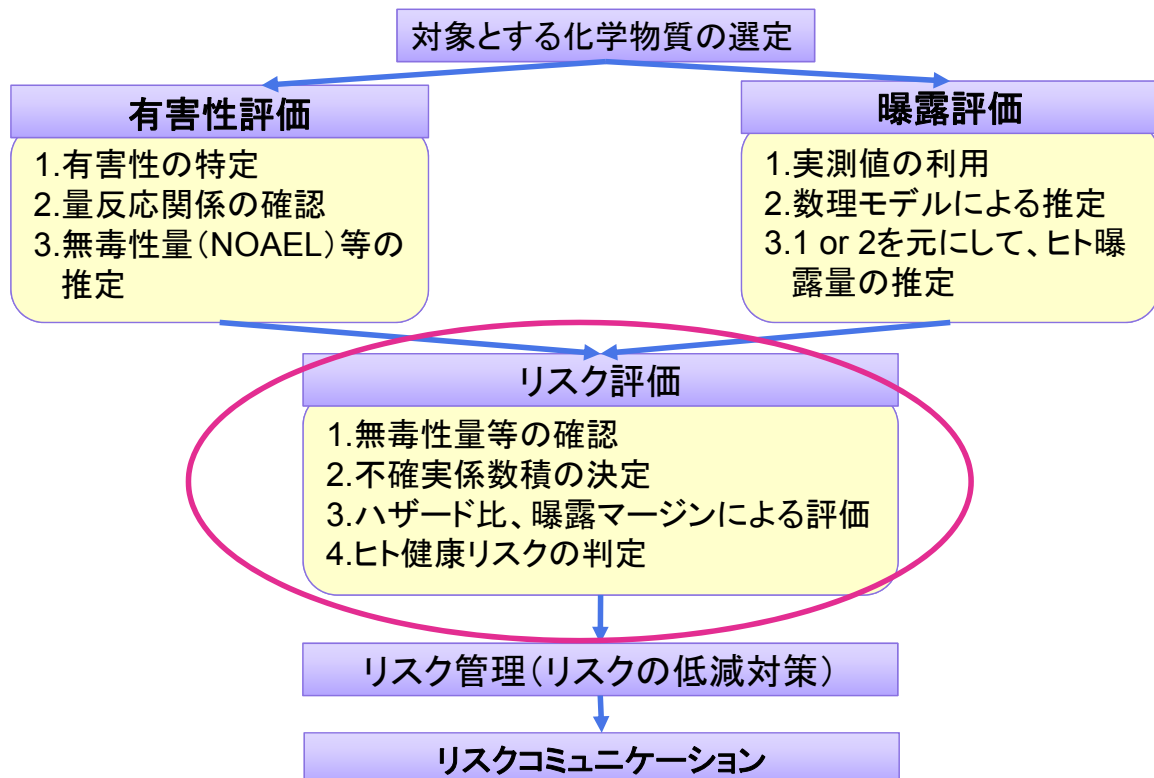 対象とする化学物質の選定
有害性評価
1.有害性の特定
2.量反応関係の確認
3.無毒性量(NOAEL)等の
推定
曝露評価
1.実測値の利用
2.数理モデルによる推定
3.1 or 2を元にして、ヒト曝
露量の推定
リスク評価
1.無毒性量等の確認
2.不確実係数積の決定
3.ハザード比、曝露マージンによる評価
4.ヒト健康リスクの判定
リスク管理(リスクの低減対策)
リスクコミュニケーション